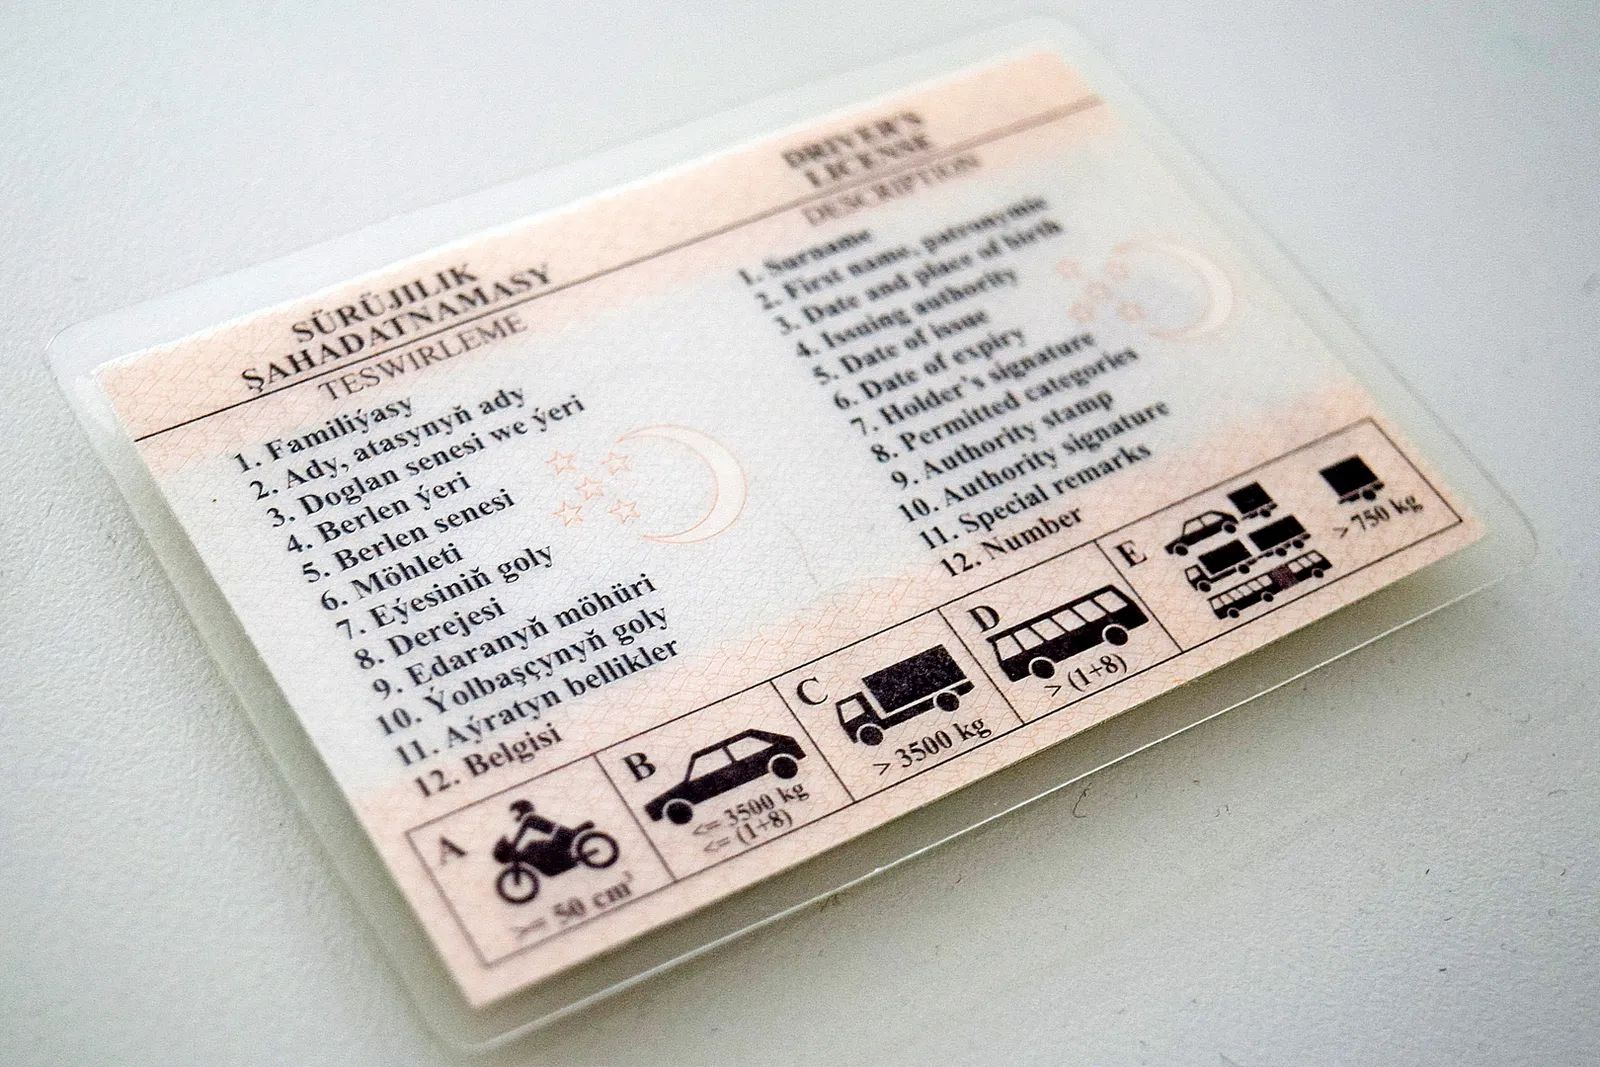 SÜRÜJILIK
ŞAHADATNAMASY
TESWIRLEME
1. Familiýasy
2. Ady, atasynyň ady
3. Doglan senesi we ýeri
4. Berlen ýeri
5. Berlen senesi
6. Möhleti
7. Eýesiniň goly
8. Derejesi
9. Edaranyň möhüri
10. Ýolbaşçynyň goly
11. Aýratyn bellikler
12. Belgisi
DRIVER'S
LICENSE
DESCRIPTION
1. Surname
2. First name, patronymic
3. Date and place of birth
4. Issuing authority
5. Date of issue
6. Date of expiry
7. Holder's signature
8. Permitted categories
9. Authority stamp
10. Authority signature
11. Special remarks
12. Number
A
>= 50 cm³
B
<= 3500 kg
<= (1+8)
C
> 3500 kg
D
> (1+8)
E
> 750 kg